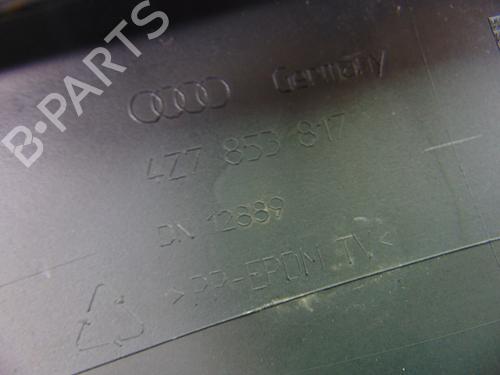 B-PARTS
Germany
4Z7 853 817
DN 12889
>PP-EPDM TV<